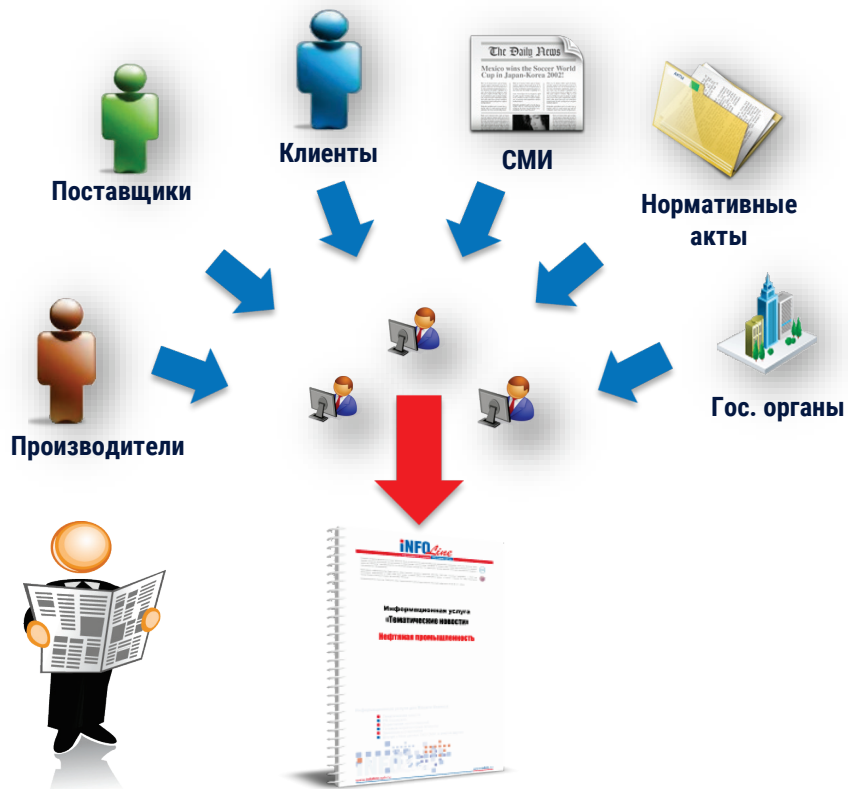 The Daily News
Mexico wins the Soccer World
Cup in Japan-Korea 2002!
Клиенты
СМИ
Поставщики
Нормативные
акты
Гос. органы
Производители
iNFOLine
Информационная услуга
«Тематические новости»
Нефтяная промышленность